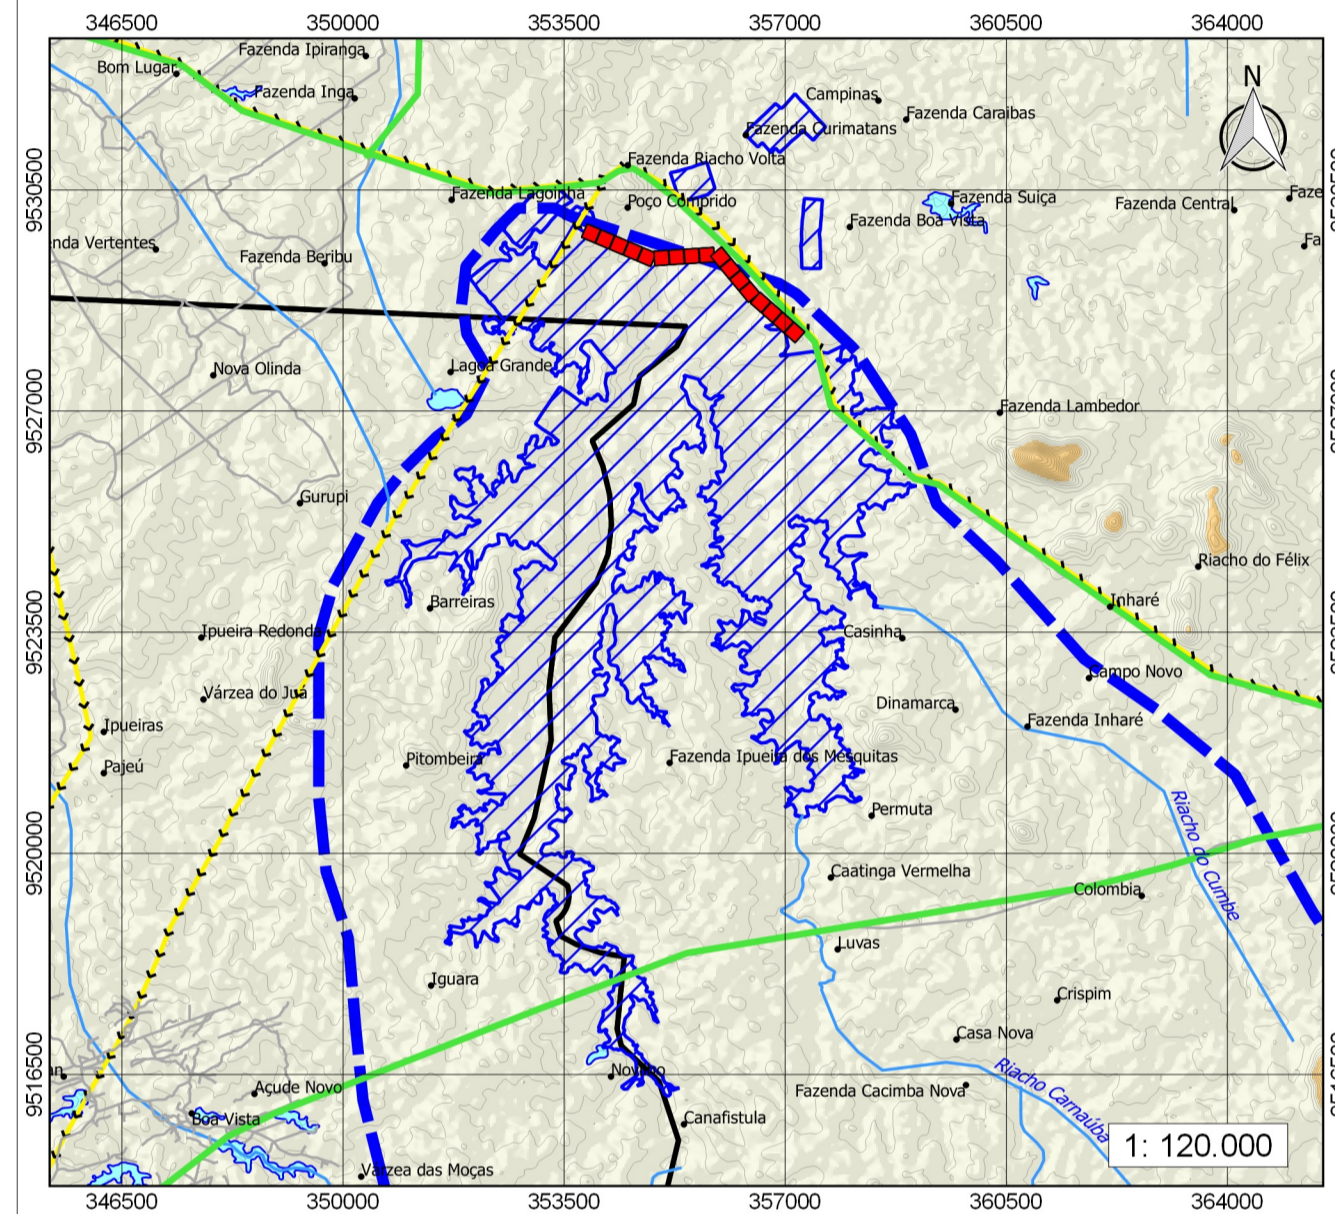 346500 350000 353500 357000 360500 364000
Fazenda Ipiranga
Bom Lugar
Fazenda Inga
Campinas
Fazenda Caraibas
Fazenda Curimatans
N
Fazenda Riacho Volta
9530500
Fazenda Lagoinha
Poço Comprido
Fazenda Boa Vista
Fazenda Suiça
Fazenda Central
Faze
nda Vertentes
Fazenda Beribu
Fa
Nova Olinda
Lagoa Grande
9527000
Fazenda Lambedor
Gurupi
Riacho do Félix
Barreiras
Inharé
9523500
Ipueira Redonda
Casinha
Várzea do Juá
Campo Novo
Dinamarca
Ipueiras
Fazenda Inharé
Pajeú
Pitombeira
Fazenda Ipueira dos Mesquitas
Permuta
Riacho do Cumbe
9520000
Caatinga Vermelha
Colombia
Luvas
Iguara
Crispim
Casa Nova
9516500
Açude Novo
Fazenda Cacimba Nova
Riacho Carnaúba
Boa Vista
Canafistula
1: 120.000
Várzea das Moças
346500 350000 353500 357000 360500 364000